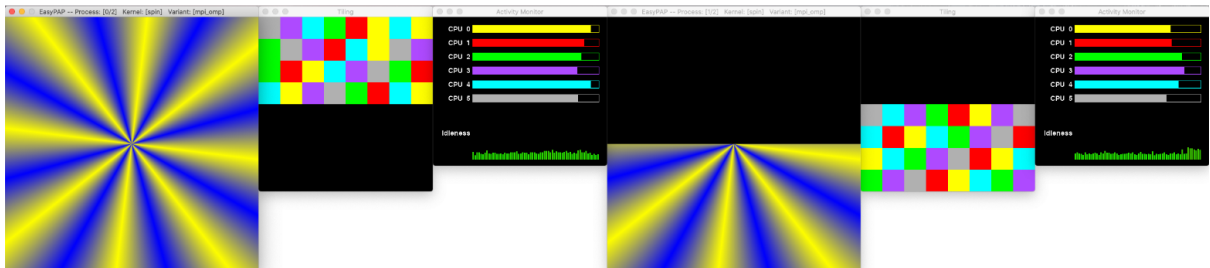 EasyPAP -- Process: [0/2] Kernel: [spin] Variant: [mpi_omp]
Tiling
Activity Monitor
CPU 0
CPU 1
CPU 2
CPU 3
CPU 4
CPU 5
Idleness
EasyPAP -- Process: [1/2] Kernel: [spin] Variant: [mpi_omp]
Tiling
Activity Monitor
CPU 0
CPU 1
CPU 2
CPU 3
CPU 4
CPU 5
Idleness